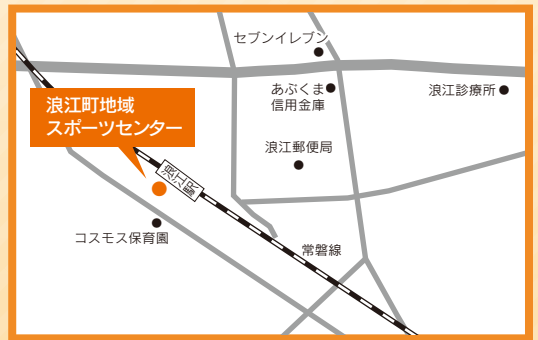 セブンイレブン
あぶくま
信用金庫
浪江診療所
浪江町地域
スポーツセンター
浪江郵便局
浪江駅
コスモス保育園
常磐線